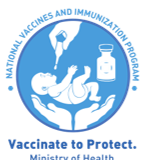 • NATIONAL VACCINES AND IMMUNIZATION PROGRAM •
Vaccinate to Protect.
Ministry of Health